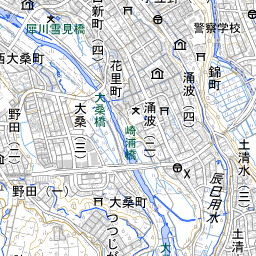 犀川雪見橋
新町(四)
花里町
警察学校
涌波(四)
錦町
西大桑町
大桑橋
大桑(三)
野田(二)
涌波(二)
崎浦橋
土清水(
辰巳用水
野田(一)
大桑町
つつじが
土清
大